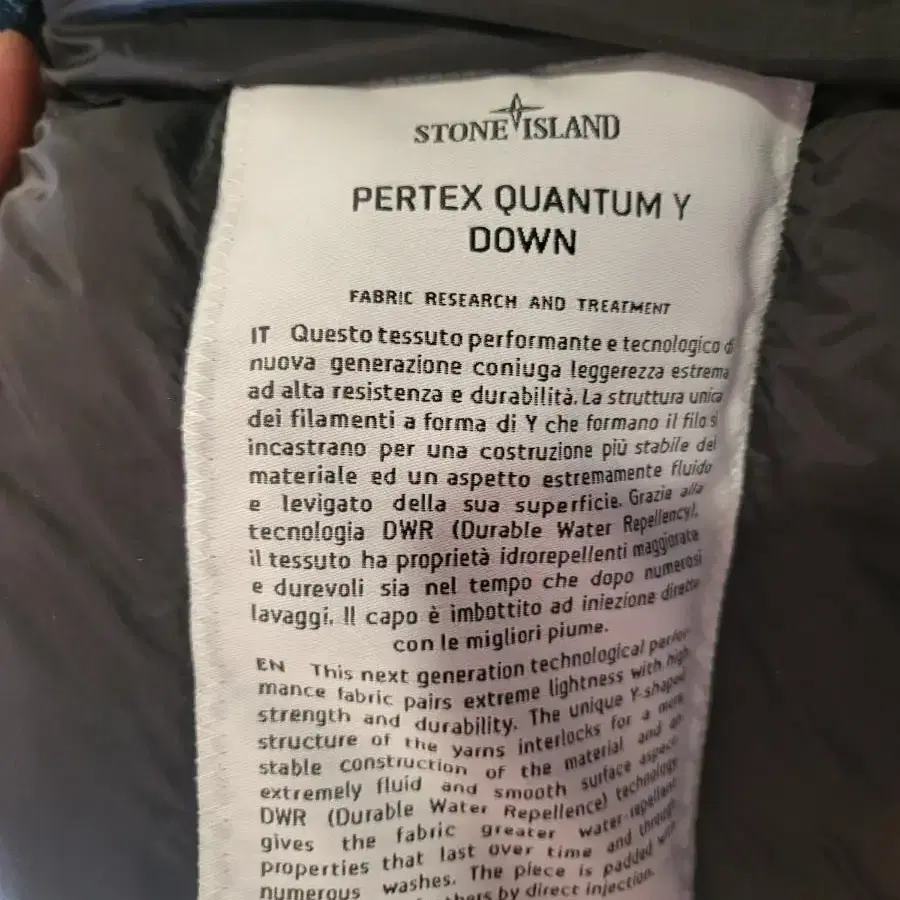 STONE ISLAND
PERTEX QUANTUM Y
DOWN
FABRIC RESEARCH AND TREATMENT
IT Questo tessuto performante e tecnologico di
nuova generazione coniuga leggerezza estrema
ad alta resistenza e durabilità. La struttura unica
dei filamenti a forma di Y che formano il filo si
incastrano per una costruzione più stabile del
materiale ed un aspetto estremamente fluido
e levigato della sua superficie. Grazie alla
tecnologia DWR (Durable Water Repellency),
il tessuto ha proprietà idrorepellenti maggiorate
e durevoli sia nel tempo che dopo numerosi
lavaggi. Il capo è imbottito ad iniezione diretta
con le migliori piume.
EN This next generation technological perfor-
mance fabric pairs extreme lightness with high
strength and durability. The unique Y-shaped
structure of the yarns interlocks for a more
stable construction of the material and an
extremely fluid and smooth surface aspect.
DWR (Durable Water Repellence) technology
gives the fabric greater water-repellent
properties that last over time and through
numerous washes. The piece is padded with
by direct injection.